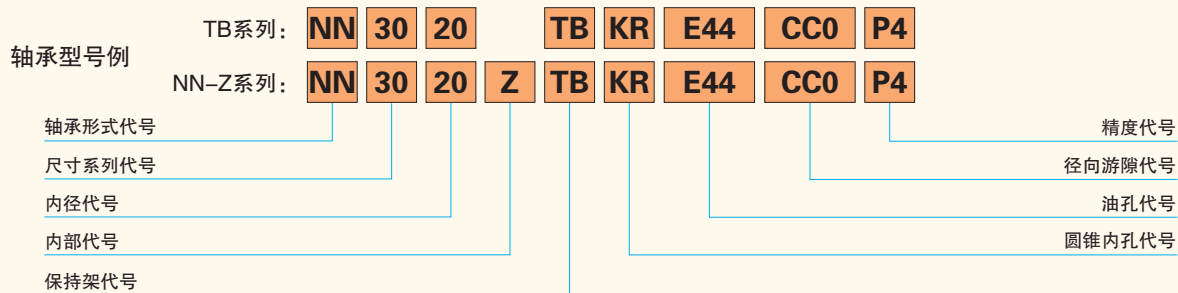 TB系列： NN 30 20 TB KR E44 CC0 P4
轴承型号例
NN–Z系列： NN 30 20 Z TB KR E44 CC0 P4
轴承形式代号 精度代号
尺寸系列代号 径向游隙代号
内径代号 油孔代号
内部代号 圆锥内孔代号
保持架代号